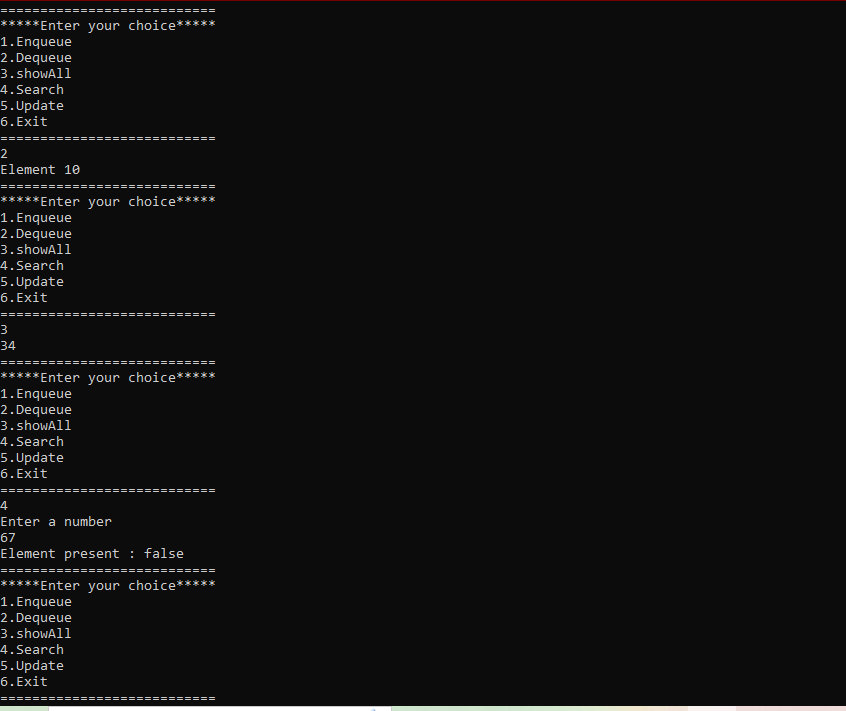 ===========================
*****Enter your choice*****
1.Enqueue
2.Dequeue
3.showAll
4.Search
5.Update
6.Exit
===========================
2
Element 10
===========================
*****Enter your choice*****
1.Enqueue
2.Dequeue
3.showAll
4.Search
5.Update
6.Exit
===========================
3
34
===========================
*****Enter your choice*****
1.Enqueue
2.Dequeue
3.showAll
4.Search
5.Update
6.Exit
===========================
4
Enter a number
67
Element present : false
===========================
*****Enter your choice*****
1.Enqueue
2.Dequeue
3.showAll
4.Search
5.Update
6.Exit
===========================